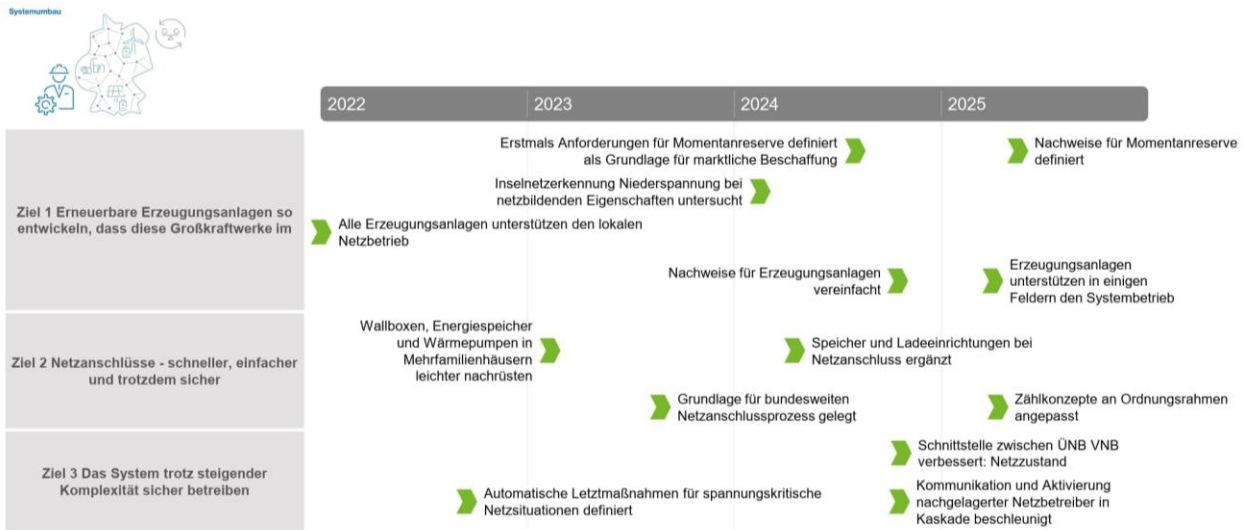 Systemumbau
2022
2023
2024
2025
Ziel 1 Erneuerbare Erzeugungsanlagen so
entwickeln, dass diese Großkraftwerke im
Erstmals Anforderungen für Momentanreserve definiert
als Grundlage für marktliche Beschaffung
Nachweise für Momentanreserve
definiert
Inselnetzerkennung Niederspannung bei
netzbildenden Eigenschaften untersucht
Alle Erzeugungsanlagen unterstützen den lokalen
Netzbetrieb
Nachweise für Erzeugungsanlagen
vereinfacht
Erzeugungsanlagen
unterstützen in einigen
Feldern den Systembetrieb
Ziel 2 Netzanschlüsse - schneller, einfacher
und trotzdem sicher
Wallboxen, Energiespeicher
und Wärmepumpen in
Mehrfamilienhäusern
leichter nachrüsten
Speicher und Ladeeinrichtungen bei
Netzanschluss ergänzt
Grundlage für bundesweiten
Netzanschlussprozess gelegt
Zählkonzepte an Ordnungsrahmen
angepasst
Ziel 3 Das System trotz steigender
Komplexität sicher betreiben
Schnittstelle zwischen ÜNB VNB
verbessert: Netzzustand
Automatische Letztmaßnahmen für spannungskritische
Netzsituationen definiert
Kommunikation und Aktivierung
nachgelagerter Netzbetreiber in
Kaskade beschleunigt